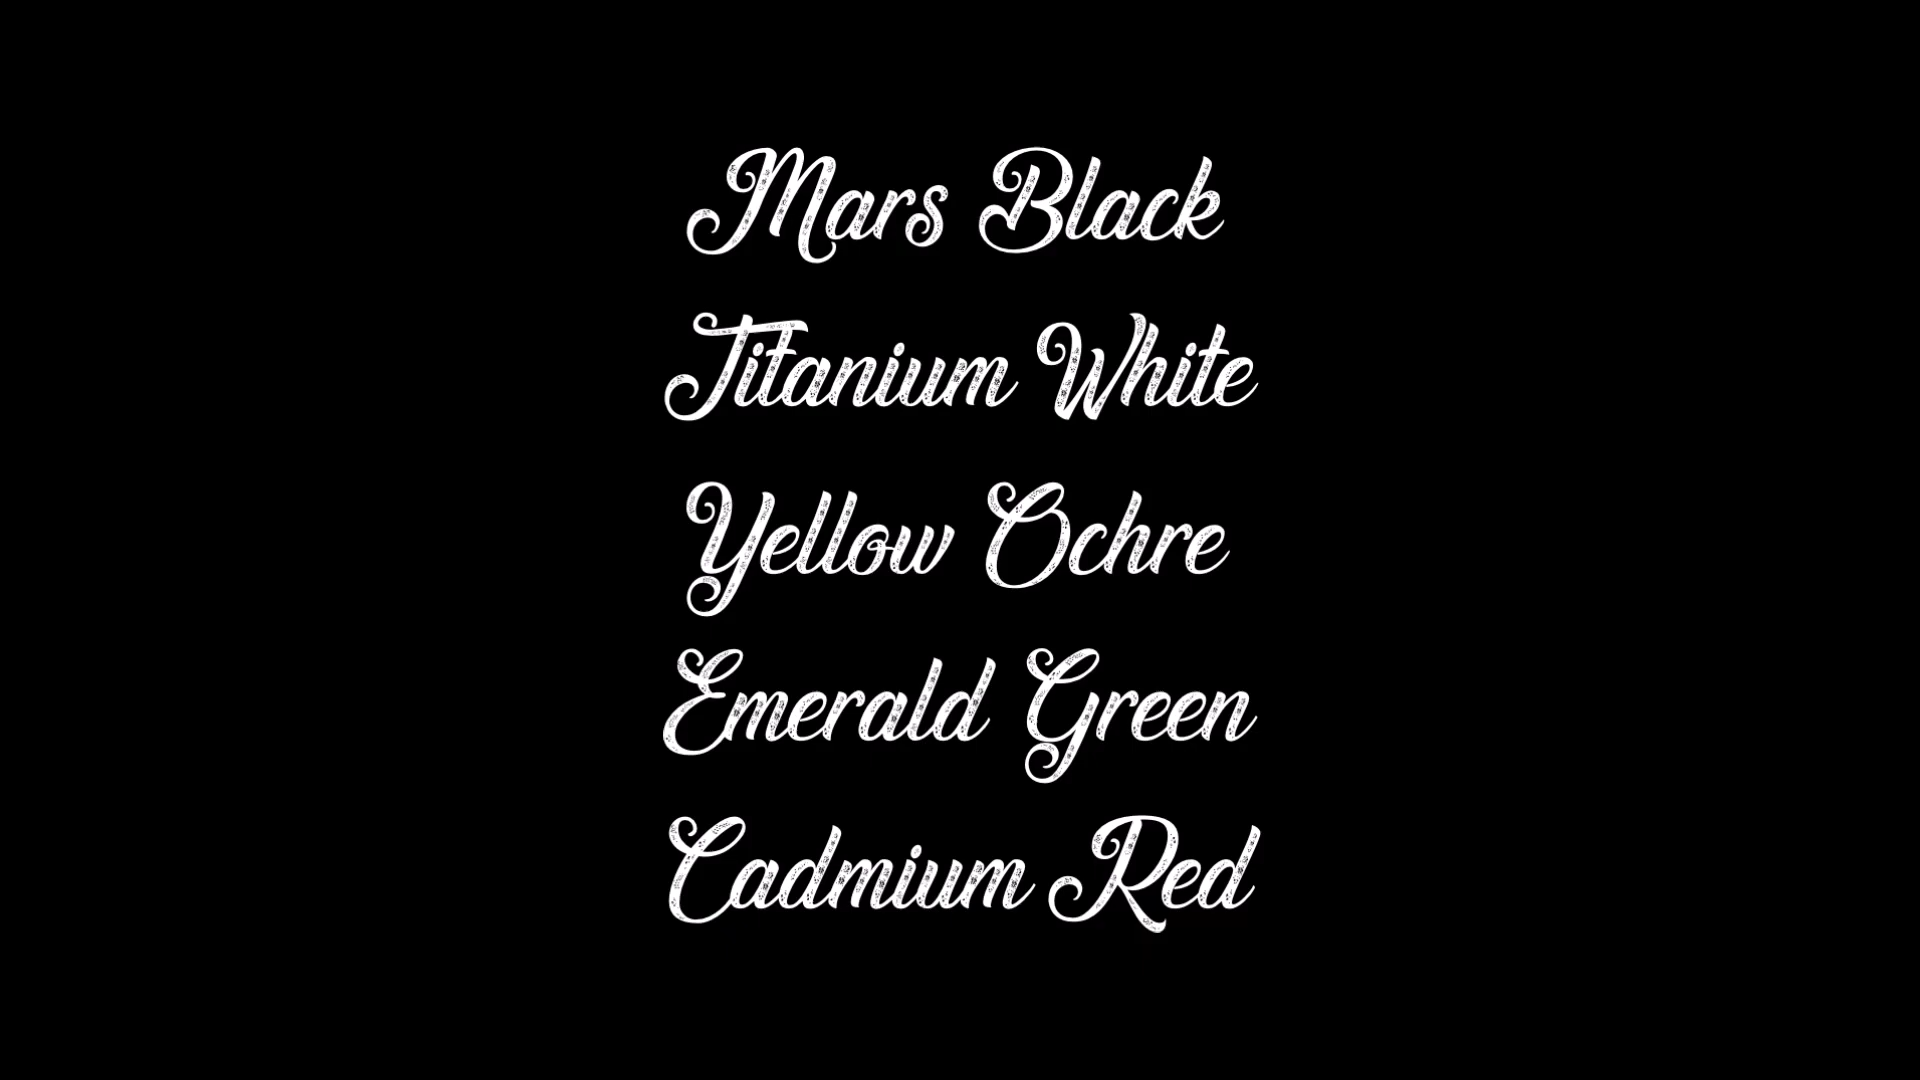 Mars Black
Titanium White
Yellow Ochre
Emerald Green
Cadmium Red